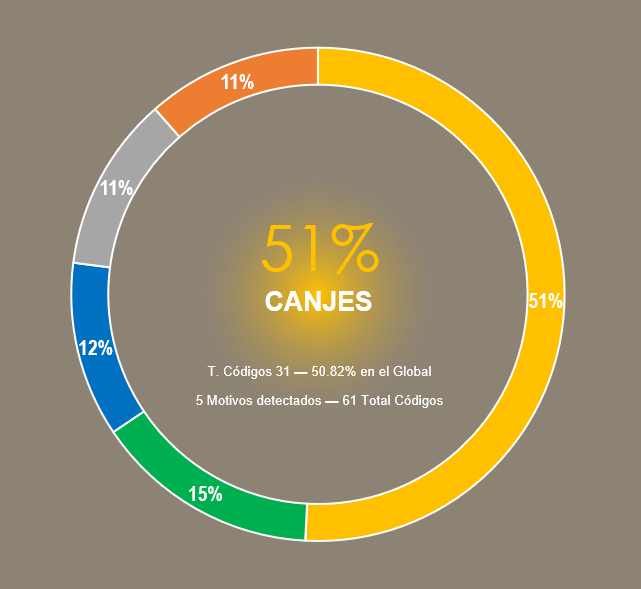 11%
11%
51%
CANJES
51%
12%
T. Códigos 31 — 50.82% en el Global
5 Motivos detectados — 61 Total Códigos
15%